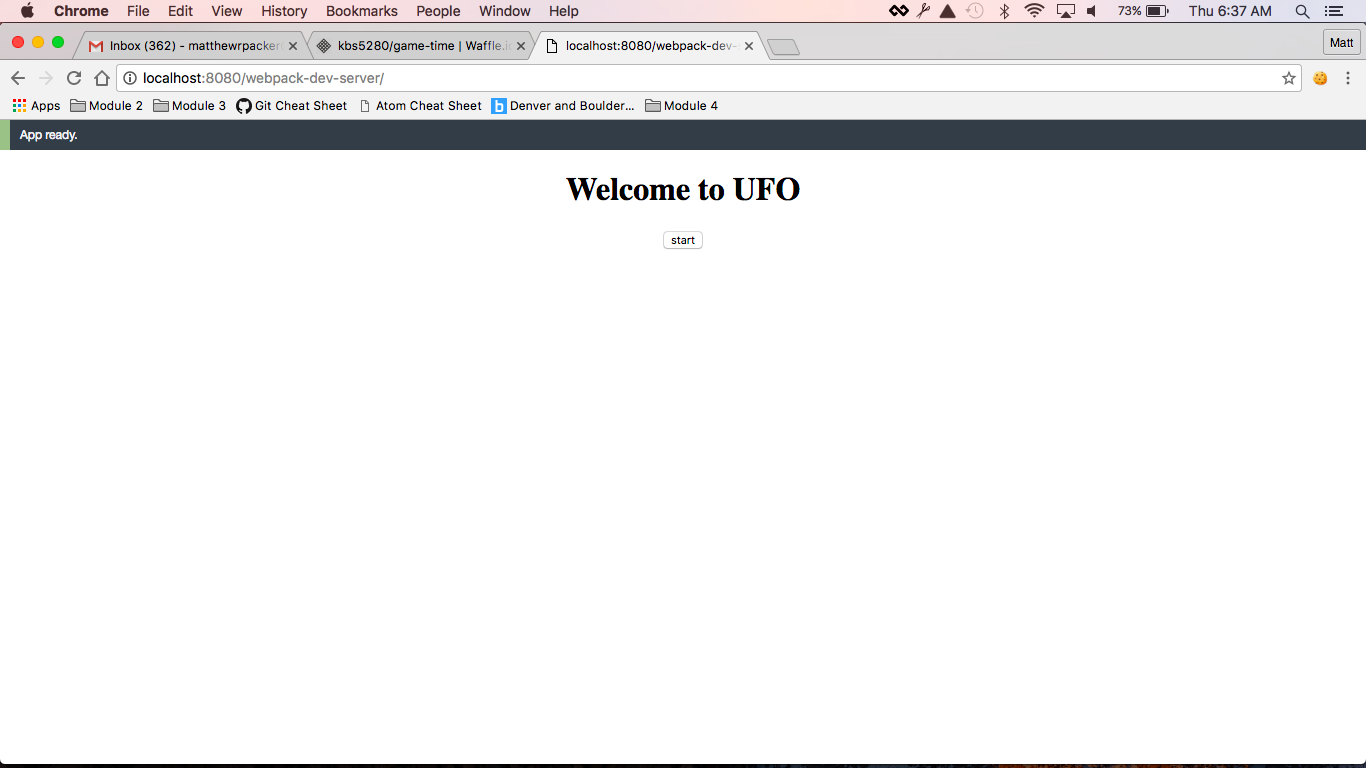 Chrome File Edit View History Bookmarks People Window Help 73% Thu 6:37 AM
Inbox (362) - matthewrpacker kbs5280/game-time | Waffle.i localhost:8080/webpack-dev- Matt
localhost:8080/webpack-dev-server/
Apps Module 2 Module 3 Git Cheat Sheet Atom Cheat Sheet b Denver and Boulder... Module 4
App ready.
Welcome to UFO
start